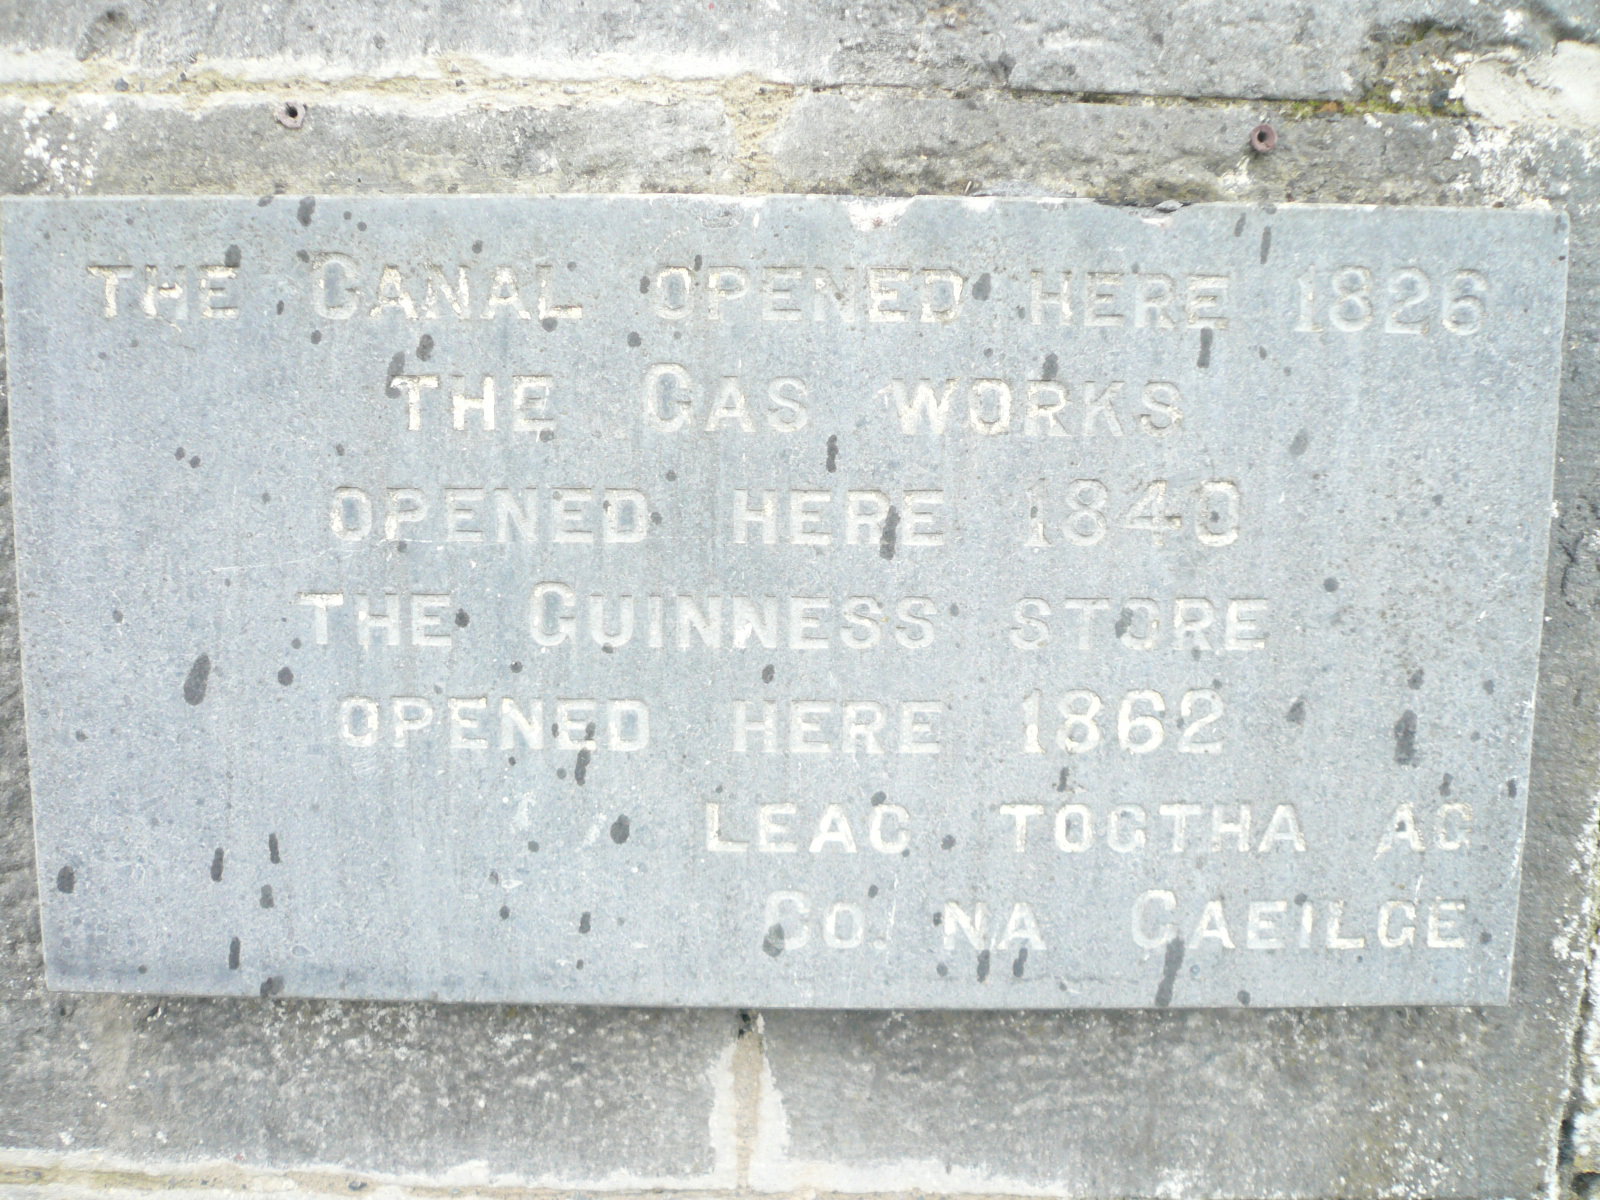 THE CANAL OPENED HERE 1826
THE GAS WORKS
OPENED HERE 1840
THE GUINNESS STORE
OPENED HERE 1862
LEAC TOGTHA AG
CO. NA GAEILGE